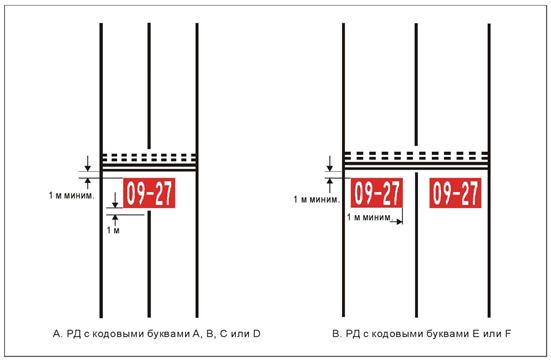 09-27
1 м миним.
1 м
09-27
09-27
1 м миним.
1 м миним.
А. РД с кодовыми буквами А, В, С или D
В. РД с кодовыми буквами Е или F